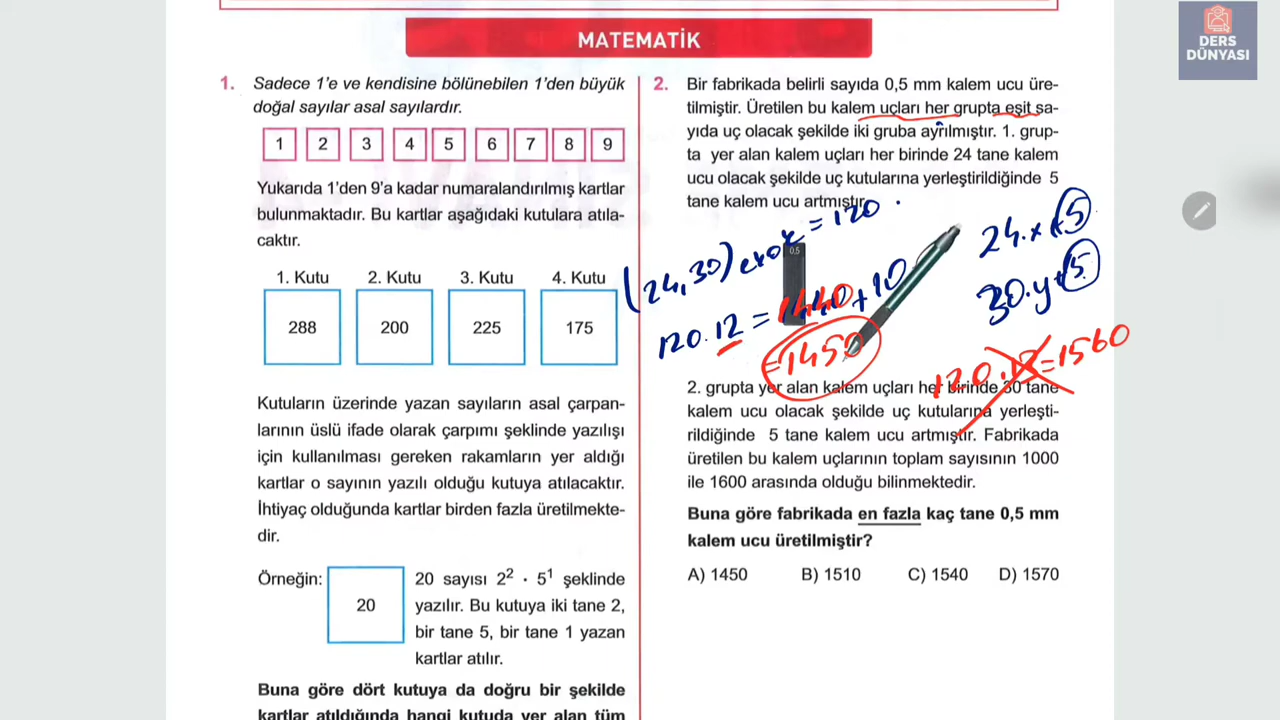 DERS
DÜNYASI
MATEMATİK
1. Sadece 1'e ve kendisine bölünebilen 1'den büyük
doğal sayılar asal sayılardır.
1 2 3 4 5 6 7 8 9
Yukarıda 1'den 9'a kadar numaralandırılmış kartlar
bulunmaktadır. Bu kartlar aşağıdaki kutulara atıla-
caktır.
1. Kutu 2. Kutu 3. Kutu 4. Kutu
288 200 225 175
Kutuların üzerinde yazan sayıların asal çarpan-
larının üslü ifade olarak çarpımı şeklinde yazılışı
için kullanılması gereken rakamların yer aldığı
kartlar o sayının yazılı olduğu kutuya atılacaktır.
İhtiyaç olduğunda kartlar birden fazla üretilmekte-
dir.
Örneğin:
20
20 sayısı 2² · 5¹ şeklinde
yazılır. Bu kutuya iki tane 2,
bir tane 5, bir tane 1 yazan
kartlar atılır.
Buna göre dört kutuya da doğru bir şekilde
kartlar atıldığında hangi kutuda yer alan tüm
2. Bir fabrikada belirli sayıda 0,5 mm kalem ucu üre-
tilmiştir. Üretilen bu kalem uçları her grupta eşit sa-
yıda uç olacak şekilde iki gruba ayrılmıştır. 1. grup-
ta yer alan kalem uçları her birinde 24 tane kalem
ucu olacak şekilde uç kutularına yerleştirildiğinde 5
tane kalem ucu artmıştır.
(24,30) ekok = 120
24.x+5
30.y+5
0.5
120.12 = 1440+10
=1450
120.13=1560
2. grupta yer alan kalem uçları her birinde 30 tane
kalem ucu olacak şekilde uç kutularına yerleşti-
rildiğinde 5 tane kalem ucu artmıştır. Fabrikada
üretilen bu kalem uçlarının toplam sayısının 1000
ile 1600 arasında olduğu bilinmektedir.
Buna göre fabrikada en fazla kaç tane 0,5 mm
kalem ucu üretilmiştir?
A) 1450 B) 1510 C) 1540 D) 1570